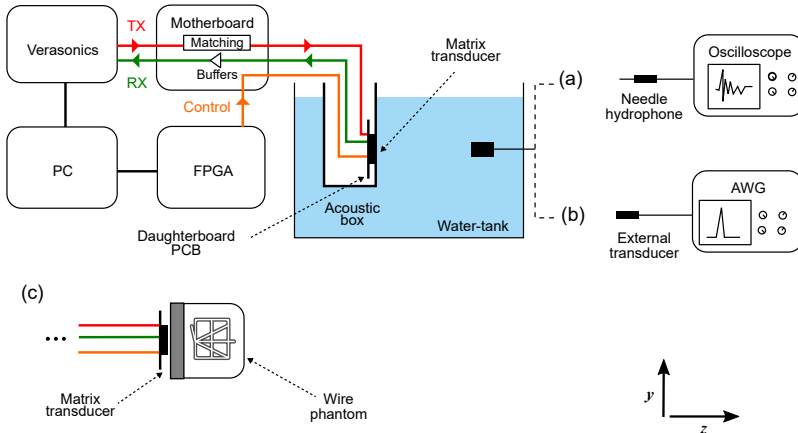 TX
Motherboard
Matching
Verasonics
RX
Buffers
Control
Matrix
transducer
(a)
Oscilloscope
Needle
hydrophone
PC
FPGA
Acoustic
box
Water-tank
Daughterboard
PCB
(b)
AWG
External
transducer
(c)
...
Matrix
transducer
Wire
phantom
y
z